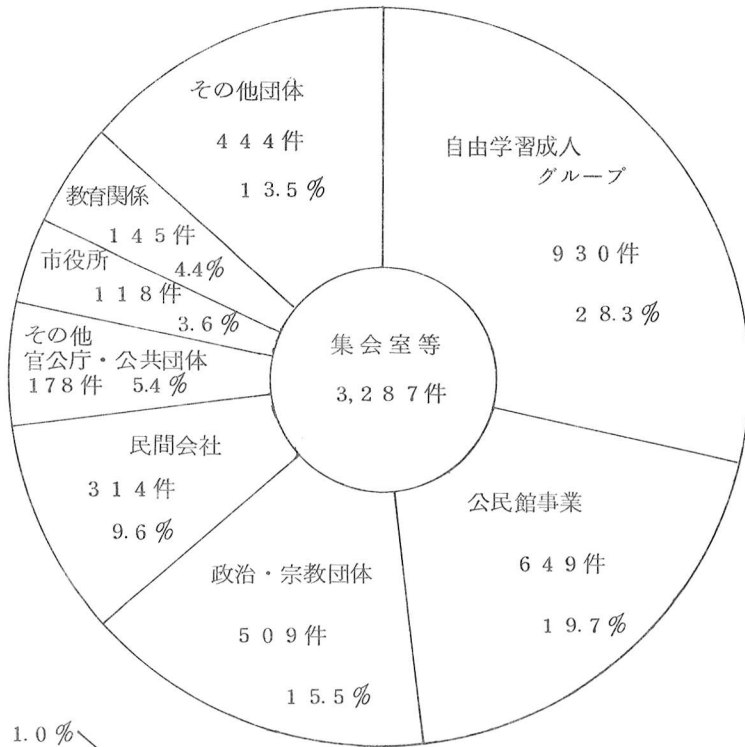 その他団体
444件
13.5%
自由学習成人
グループ
930件
28.3%
教育関係
145件
4.4%
市役所
118件
3.6%
その他
官公庁・公共団体
178件 5.4%
集会室等
3,287件
民間会社
314件
9.6%
公民館事業
649件
19.7%
政治・宗教団体
509件
15.5%
1.0%